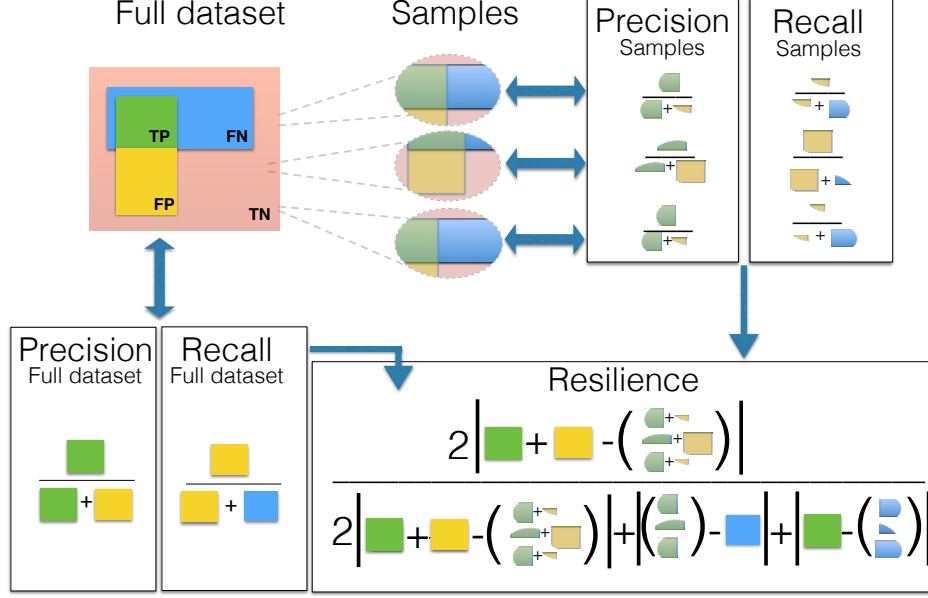 Full dataset
Samples
Precision
Samples
Recall
Samples
TP
FN
FP
TN
+
+
+
+
+
+
Precision
Full dataset
+
Recall
Full dataset
+
Resilience
2|+-(+++)|
2|+-(+++)|+|()-|+|-()|